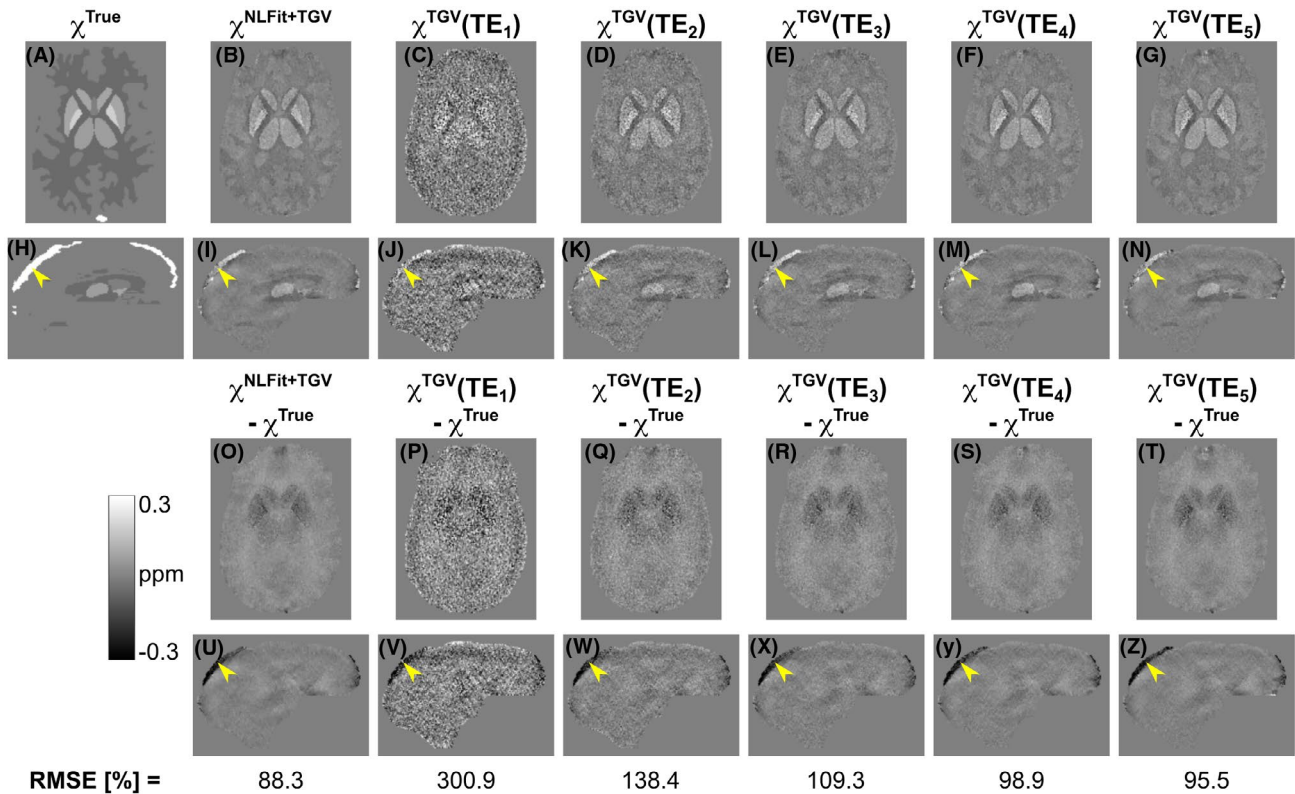 χTrue χNLFit+TGV χTGV(TE1) χTGV(TE2) χTGV(TE3) χTGV(TE4) χTGV(TE5)
(A) (B) (C) (D) (E) (F) (G)
(H) (I) (J) (K) (L) (M) (N)
χNLFit+TGV χTGV(TE1) χTGV(TE2) χTGV(TE3) χTGV(TE4) χTGV(TE5)
- χTrue - χTrue - χTrue - χTrue - χTrue - χTrue
(O) (P) (Q) (R) (S) (T)
0.3
ppm
-0.3
(U) (V) (W) (X) (y) (Z)
RMSE [%] = 88.3 300.9 138.4 109.3 98.9 95.5